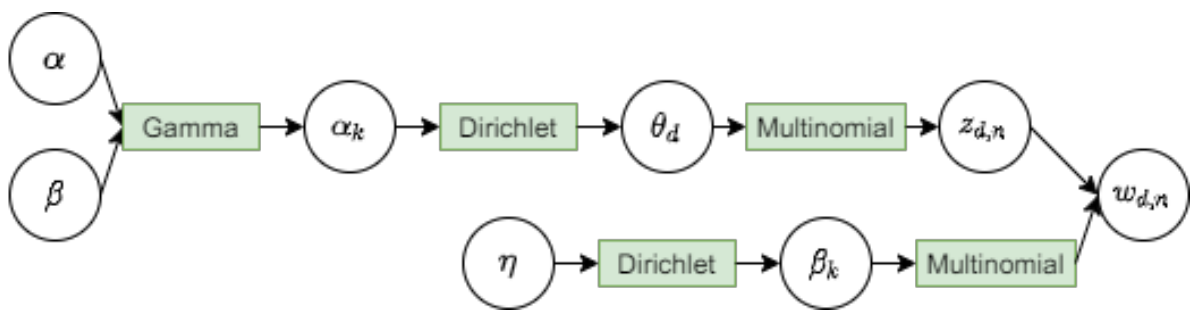 α
Gamma α_k Dirichlet θ_d Multinomial z_{d,n}
β w_{d,n}
η Dirichlet β_k Multinomial